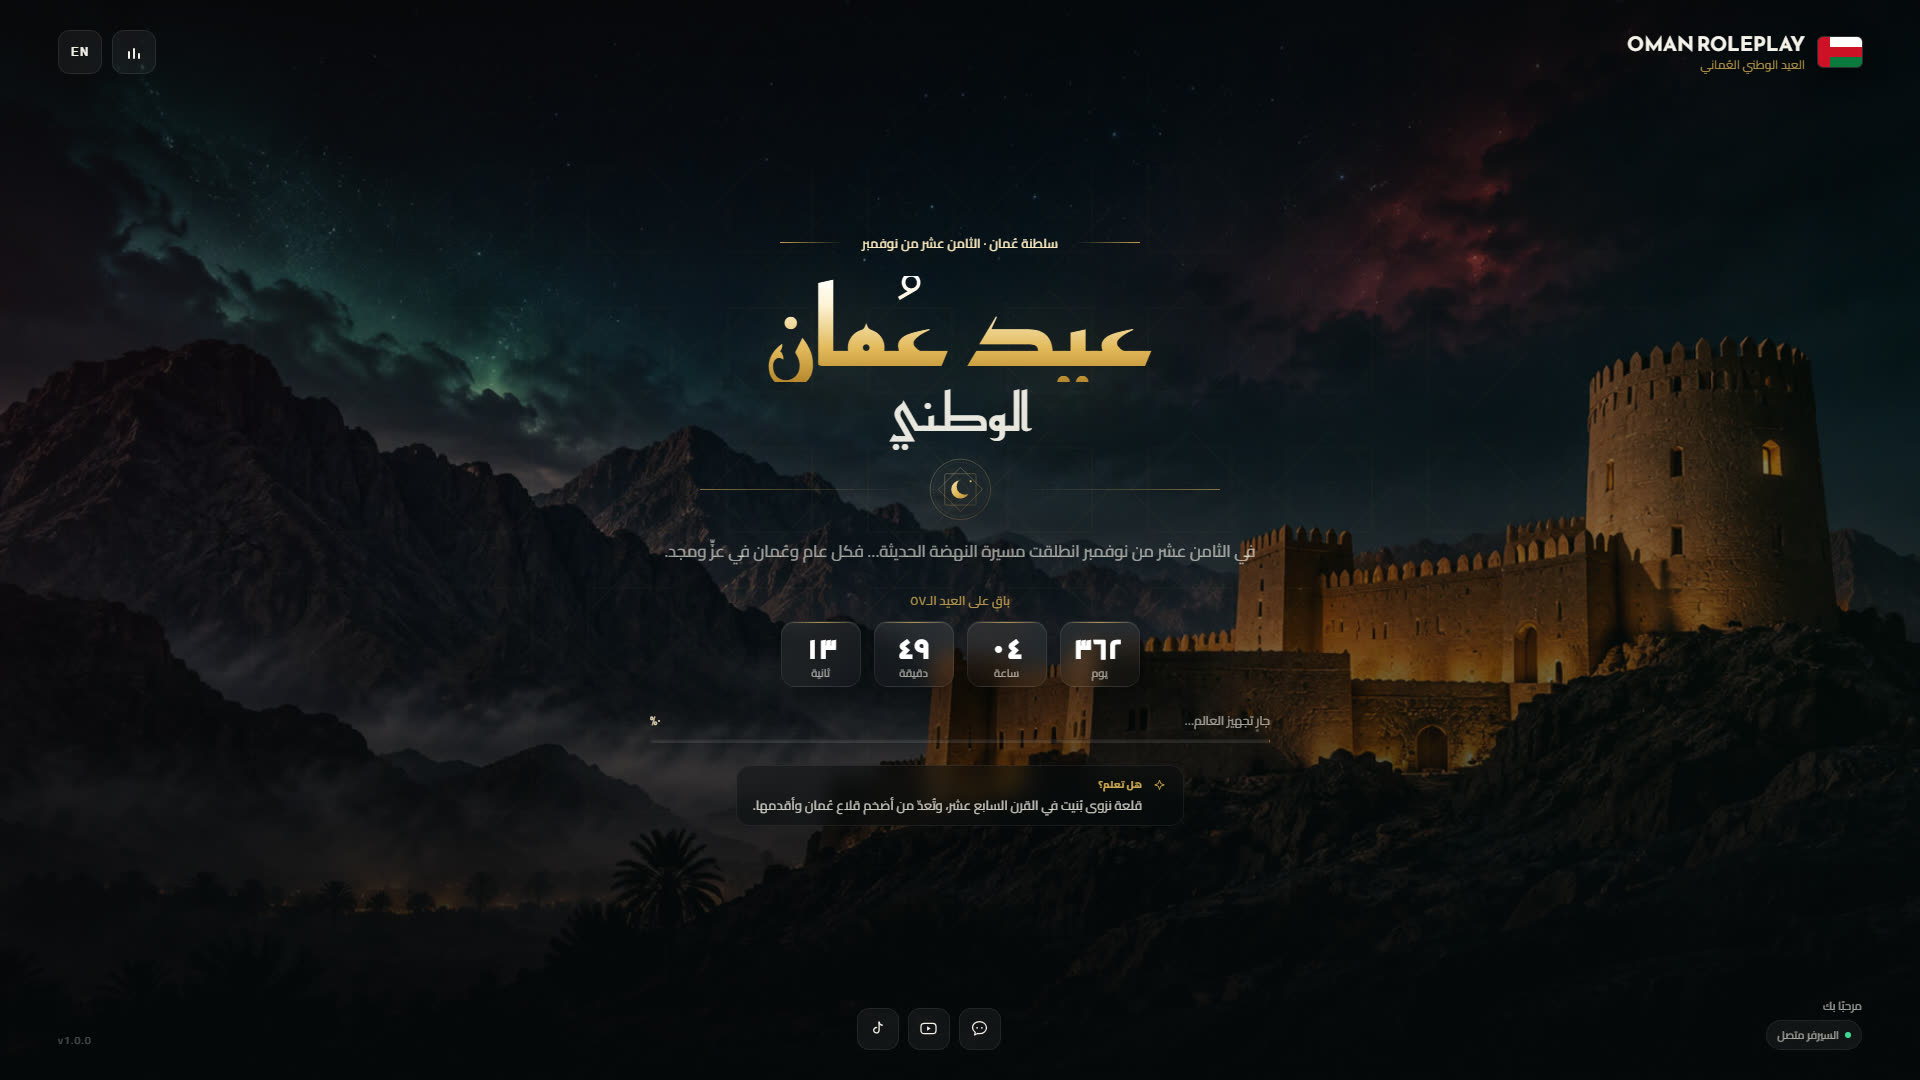 OMAN ROLEPLAY
العيد الوطني العُماني
EN
سلطنة عُمان · الثامن عشر من نوفمبر
عيد عُمان
الوطني
في الثامن عشر من نوفمبر انطلقت مسيرة النهضة الحديثة... فكل عام وعُمان في عزٍّ ومجد.
باقٍ على العيد الـ٥٧
٣٦٢ ٠٤ ٤٩ ١٣
يوم ساعة دقيقة ثانية
جارٍ تجهيز العالم... ٠%
هل تعلم؟
قلعة نزوى بُنيت في القرن السابع عشر، وتُعدّ من أضخم قلاع عُمان وأقدمها.
مرحبًا بك
السيرفر متصل
v1.0.0